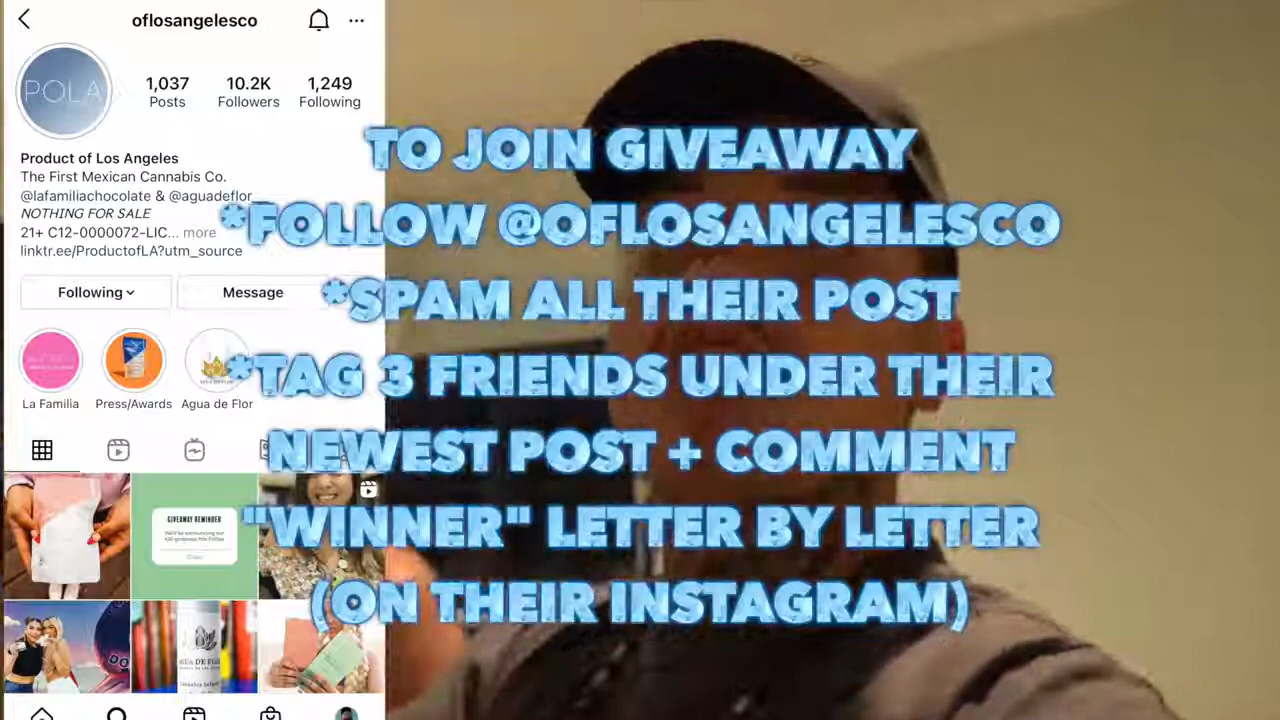 oflosangelesco
POLA
1,037
Posts
10.2K
Followers
1,249
Following
Product of Los Angeles
The First Mexican Cannabis Co.
@lafamiliachocolate & @aguadeflor
NOTHING FOR SALE
21+ C12-0000072-LIC... more
linktr.ee/ProductofLA?utm_source
Following
Message
La Familia
Press/Awards
Agua de Flor
GIVEAWAY REMINDER
TO JOIN GIVEAWAY
*FOLLOW @OFLOSANGELESCO
*SPAM ALL THEIR POST
*TAG 3 FRIENDS UNDER THEIR
NEWEST POST + COMMENT
"WINNER" LETTER BY LETTER
(ON THEIR INSTAGRAM)